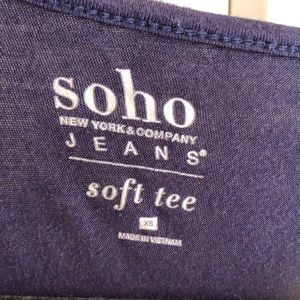 soho
NEW YORK & COMPANY
JEANS®
soft tee
XS
MADE IN VIETNAM